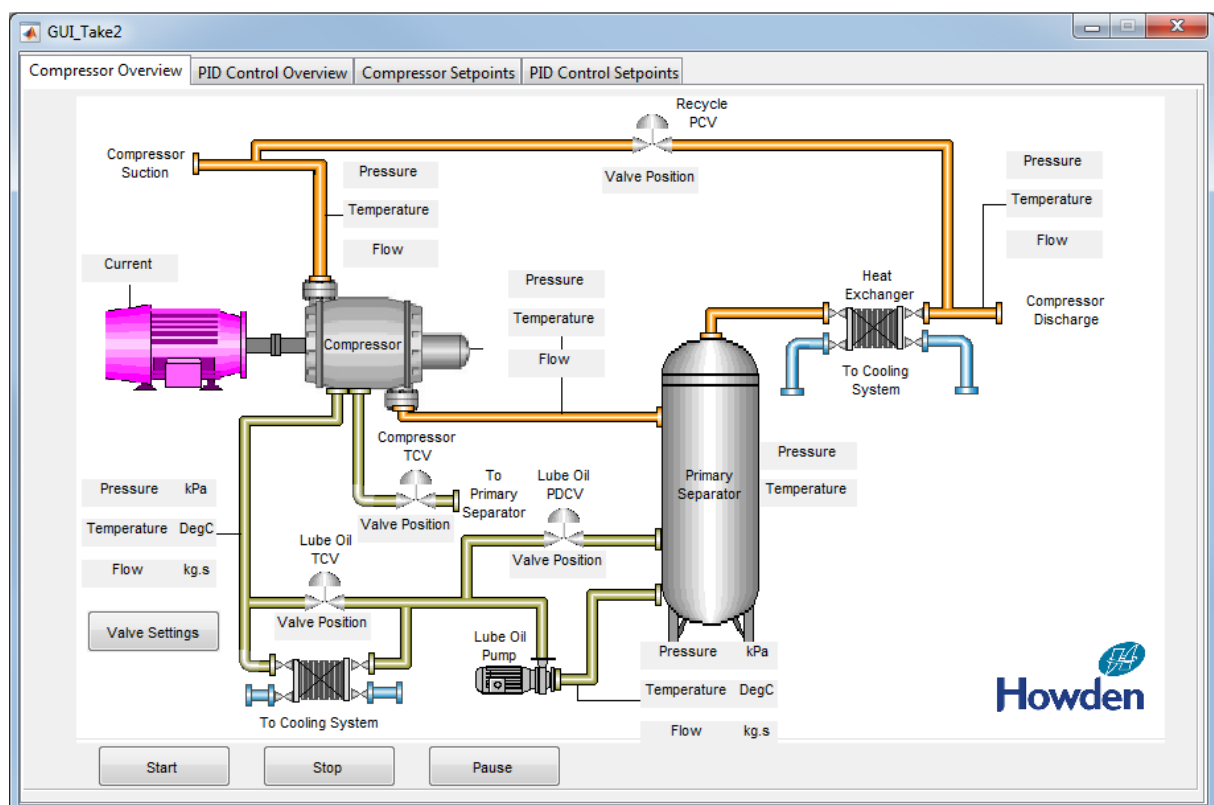 GUI_Take2
Compressor Overview
PID Control Overview
Compressor Setpoints
PID Control Setpoints
Recycle
PCV
Valve Position
Compressor
Suction
Pressure
Temperature
Flow
Pressure
Temperature
Flow
Current
Compressor
Pressure
Temperature
Flow
Heat
Exchanger
Compressor
Discharge
To Cooling
System
Compressor
TCV
Valve Position
To
Primary
Separator
Lube Oil
PDCV
Valve Position
Primary
Separator
Pressure
Temperature
Pressure kPa
Temperature DegC
Flow kg.s
Lube Oil
TCV
Valve Position
Valve Settings
To Cooling System
Lube Oil
Pump
Pressure kPa
Temperature DegC
Flow kg.s
Howden
Start
Stop
Pause